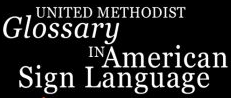 UNITED METHODIST
Glossary
IN American
Sign Language